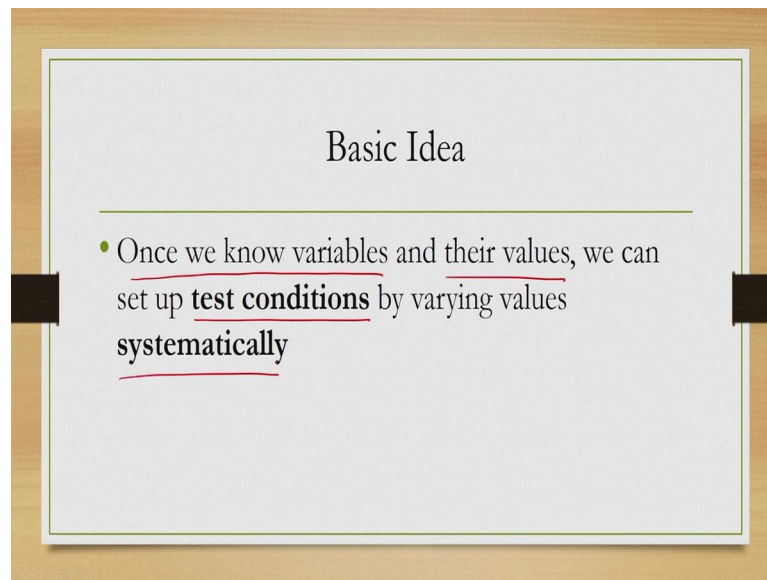 Basic Idea
• Once we know variables and their values, we can
set up test conditions by varying values
systematically